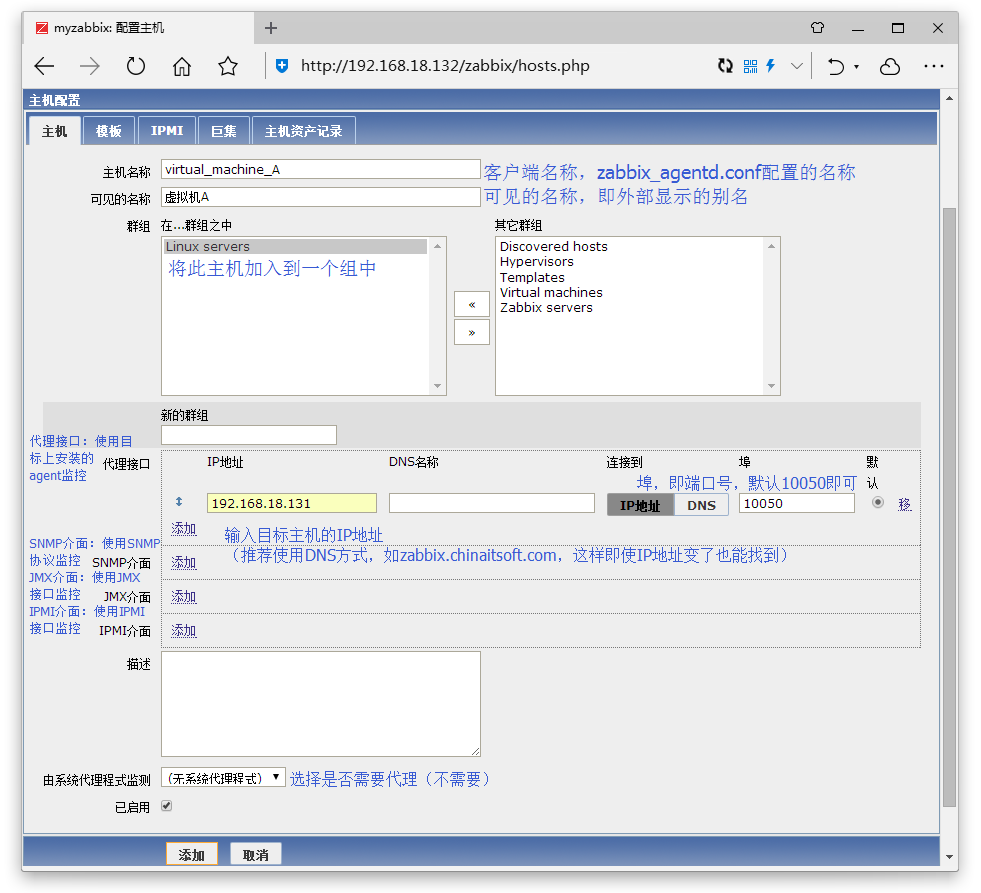 myzabbix: 配置主机
http://192.168.18.132/zabbix/hosts.php
主机配置
主机 模板 IPMI 巨集 主机资产记录
主机名称 virtual_machine_A 客户端名称，zabbix_agentd.conf配置的名称
可见的名称 虚拟机A 可见的名称，即外部显示的别名
群组 在...群组之中 其它群组
Linux servers Discovered hosts
将此主机加入到一个组中 Hypervisors
Templates
Virtual machines
« Zabbix servers
»
新的群组
代理接口：使用目
标上安装的 代理接口 IP地址 DNS名称 连接到 埠 默
agent监控 埠，即端口号，默认10050即可 认
192.168.18.131 IP地址 DNS 10050 移
添加 输入目标主机的IP地址
SNMP介面：使用SNMP （推荐使用DNS方式，如zabbix.chinaitsoft.com，这样即使IP地址变了也能找到）
协议监控 SNMP介面 添加
JMX介面：使用JMX
接口监控 JMX介面 添加
IPMI介面：使用IPMI
接口监控 IPMI介面 添加
描述
由系统代理程式监测 (无系统代理程式) 选择是否需要代理（不需要）
已启用
添加 取消